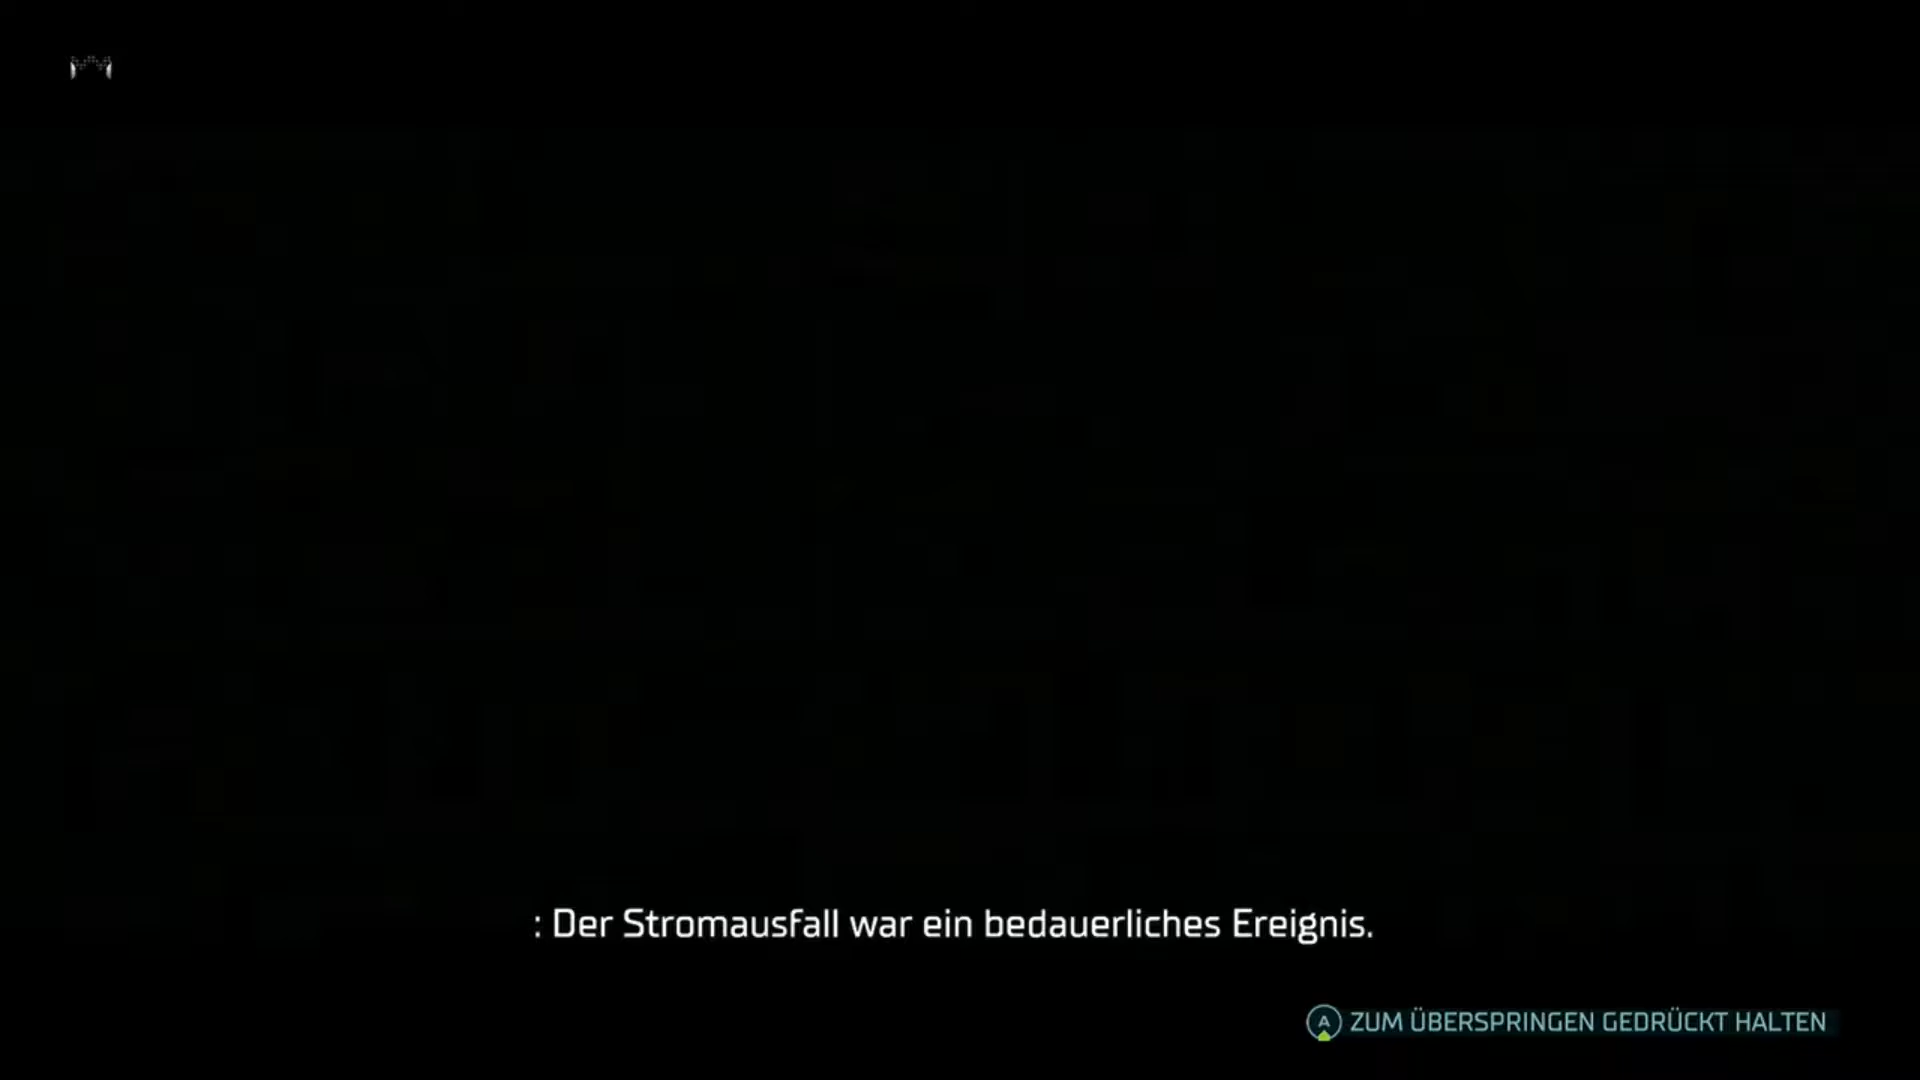 : Der Stromausfall war ein bedauerliches Ereignis.
A ZUM ÜBERSPRINGEN GEDRÜCKT HALTEN